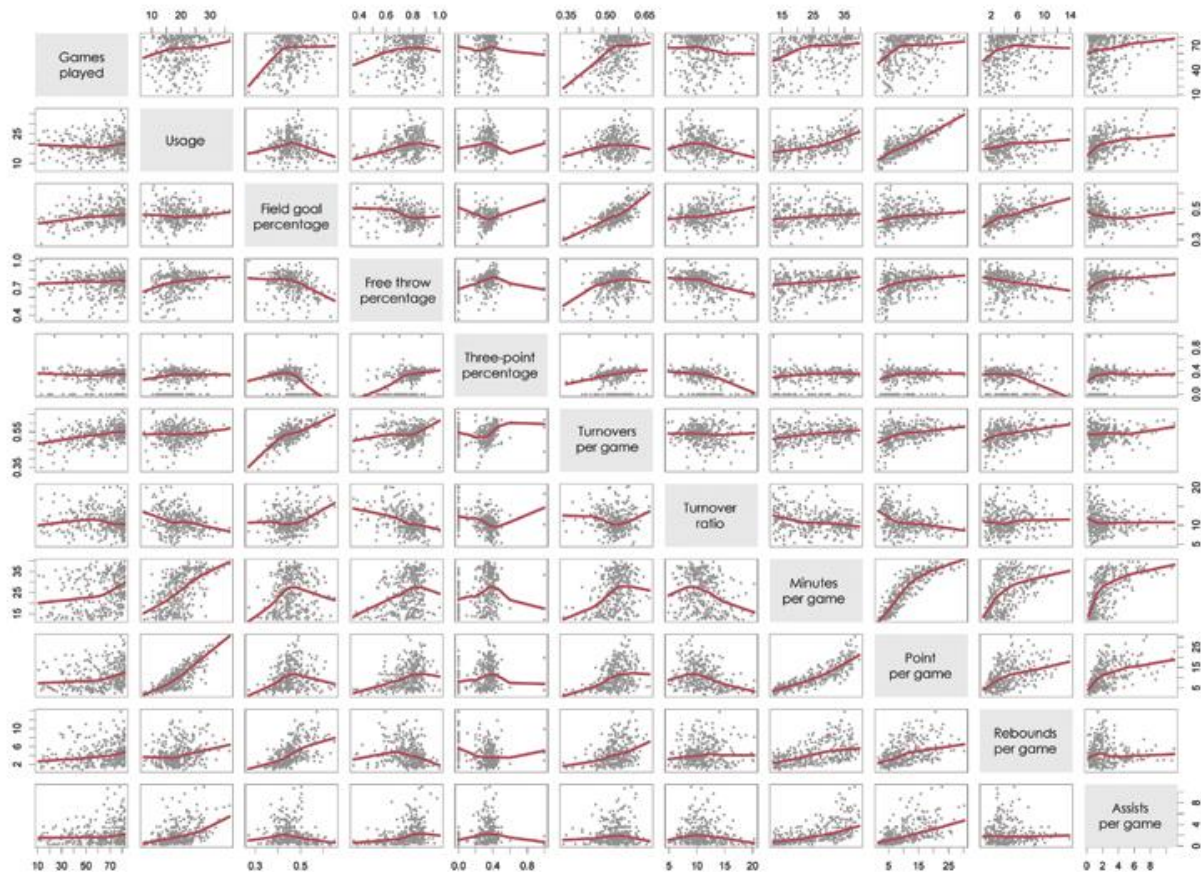 10 20 30 0.4 0.6 0.8 1.0 0.35 0.50 0.65 15 25 35 2 6 10 14
Games
played
10 40 70
10 25
Usage
Field goal
percentage
0.3 0.5
0.4 0.7 1.0
Free throw
percentage
Three-point
percentage
0.0 0.4 0.8
0.35 0.55
Turnovers
per game
Turnover
ratio
5 10 20
15 25 35
Minutes
per game
Point
per game
5 15 25
2 6 10
Rebounds
per game
Assists
per game
0 4 8
10 30 50 70 0.3 0.5 0.0 0.4 0.8 5 10 15 20 5 15 25 0 2 4 6 8